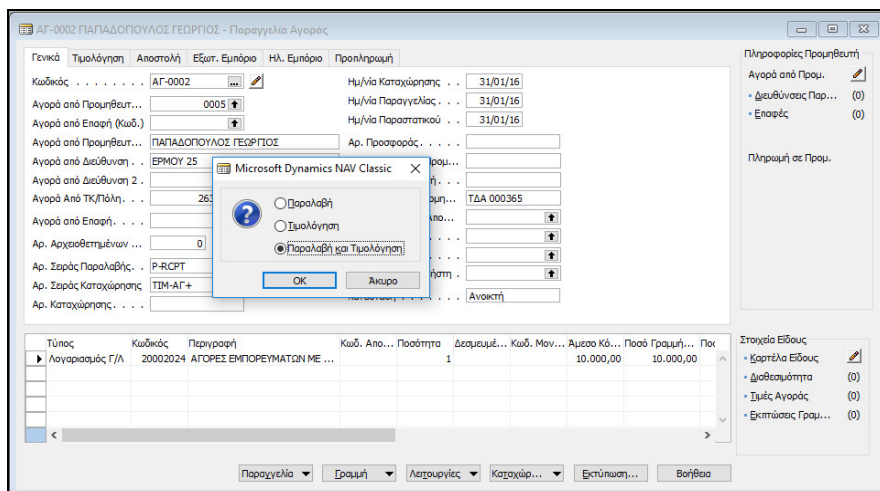 ΑΓ-0002 ΠΑΠΑΔΟΠΟΥΛΟΣ ΓΕΩΡΓΙΟΣ - Παραγγελία Αγοράς
Γενικά Τιμολόγηση Αποστολή Εξωτ. Εμπόριο Ηλ. Εμπόριο Προπληρωμή
Κωδικός . . . . . . . . ΑΓ-0002 ...
Αγορά από Προμηθευτ... 0005
Αγορά από Επαφή (Κωδ.)
Αγορά από Προμηθευτ... ΠΑΠΑΔΟΠΟΥΛΟΣ ΓΕΩΡΓΙΟΣ
Αγορά από Διεύθυνση . . ΕΡΜΟΥ 25
Αγορά από Διεύθυνση 2 .
Αγορά Από ΤΚ/Πόλη. . . 263
Αγορά από Επαφή. . . .
Αρ. Αρχειοθετημένων ... 0
Αρ. Σειράς Παραλαβής. . P-RCPT
Αρ. Σειράς Καταχώρησης ΤΙΜ-ΑΓ+
Αρ. Καταχώρησης. . . .
Ημ/νία Καταχώρησης . . 31/01/16
Ημ/νία Παραγγελίας . . . 31/01/16
Ημ/νία Παραστατικού . . 31/01/16
Αρ. Προσφοράς. . . . .
ΤΔΑ 000365
Ανοικτή
Microsoft Dynamics NAV Classic
Παραλαβή
Τιμολόγηση
Παραλαβή και Τιμολόγηση
OK Άκυρο
Πληροφορίες Προμηθευτή
Αγορά από Προμ.
Διευθύνσεις Παρ... (0)
Επαφές (0)
Πληρωμή σε Προμ.
Τύπος Κωδικός Περιγραφή Κωδ. Απο... Ποσότητα Δεσμευμέ... Κωδ. Μον... Άμεσο Κό... Ποσό Γραμμή... Ποσ
Λογαριασμός Γ/Λ 20002024 ΑΓΟΡΕΣ ΕΜΠΟΡΕΥΜΑΤΩΝ ΜΕ ... 1 10.000,00 10.000,00
Στοιχεία Είδους
Καρτέλα Είδους
Διαθεσιμότητα (0)
Τιμές Αγοράς (0)
Εκπτώσεις Γραμ... (0)
Παραγγελία Γραμμή Λειτουργίες Καταχώρ... Εκτύπωση... Βοήθεια